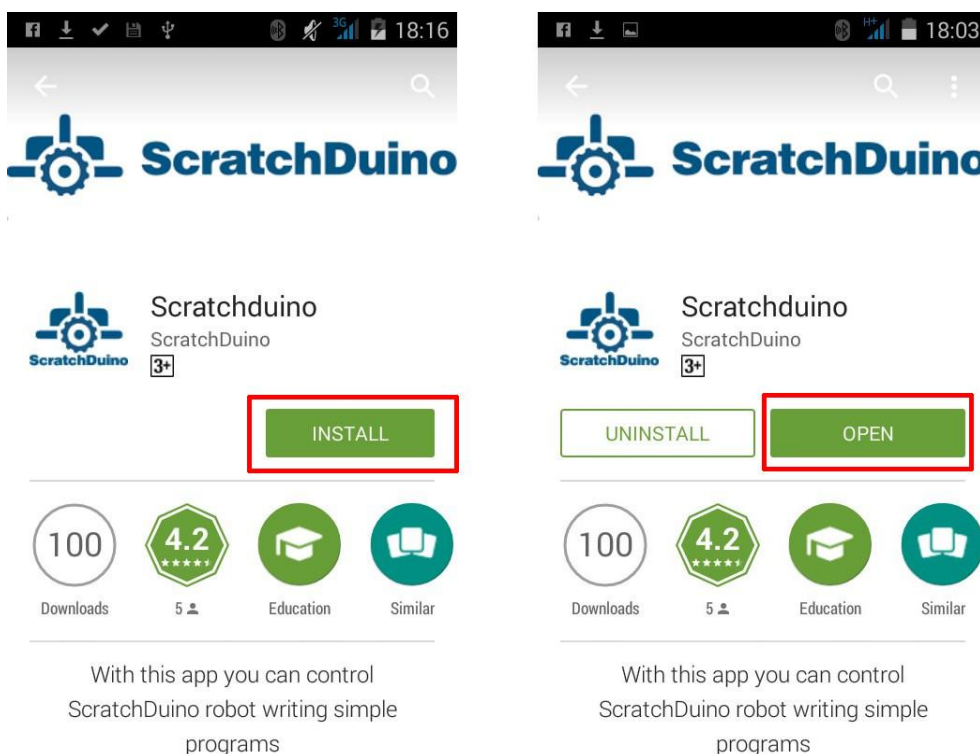 3G 18:16
ScratchDuino
Scratchduino
ScratchDuino
ScratchDuino
3+
INSTALL
100
4.2
Downloads
5
Education
Similar
With this app you can control
ScratchDuino robot writing simple
programs
H+ 18:03
ScratchDuino
Scratchduino
ScratchDuino
ScratchDuino
3+
UNINSTALL
OPEN
100
4.2
Downloads
5
Education
Similar
With this app you can control
ScratchDuino robot writing simple
programs